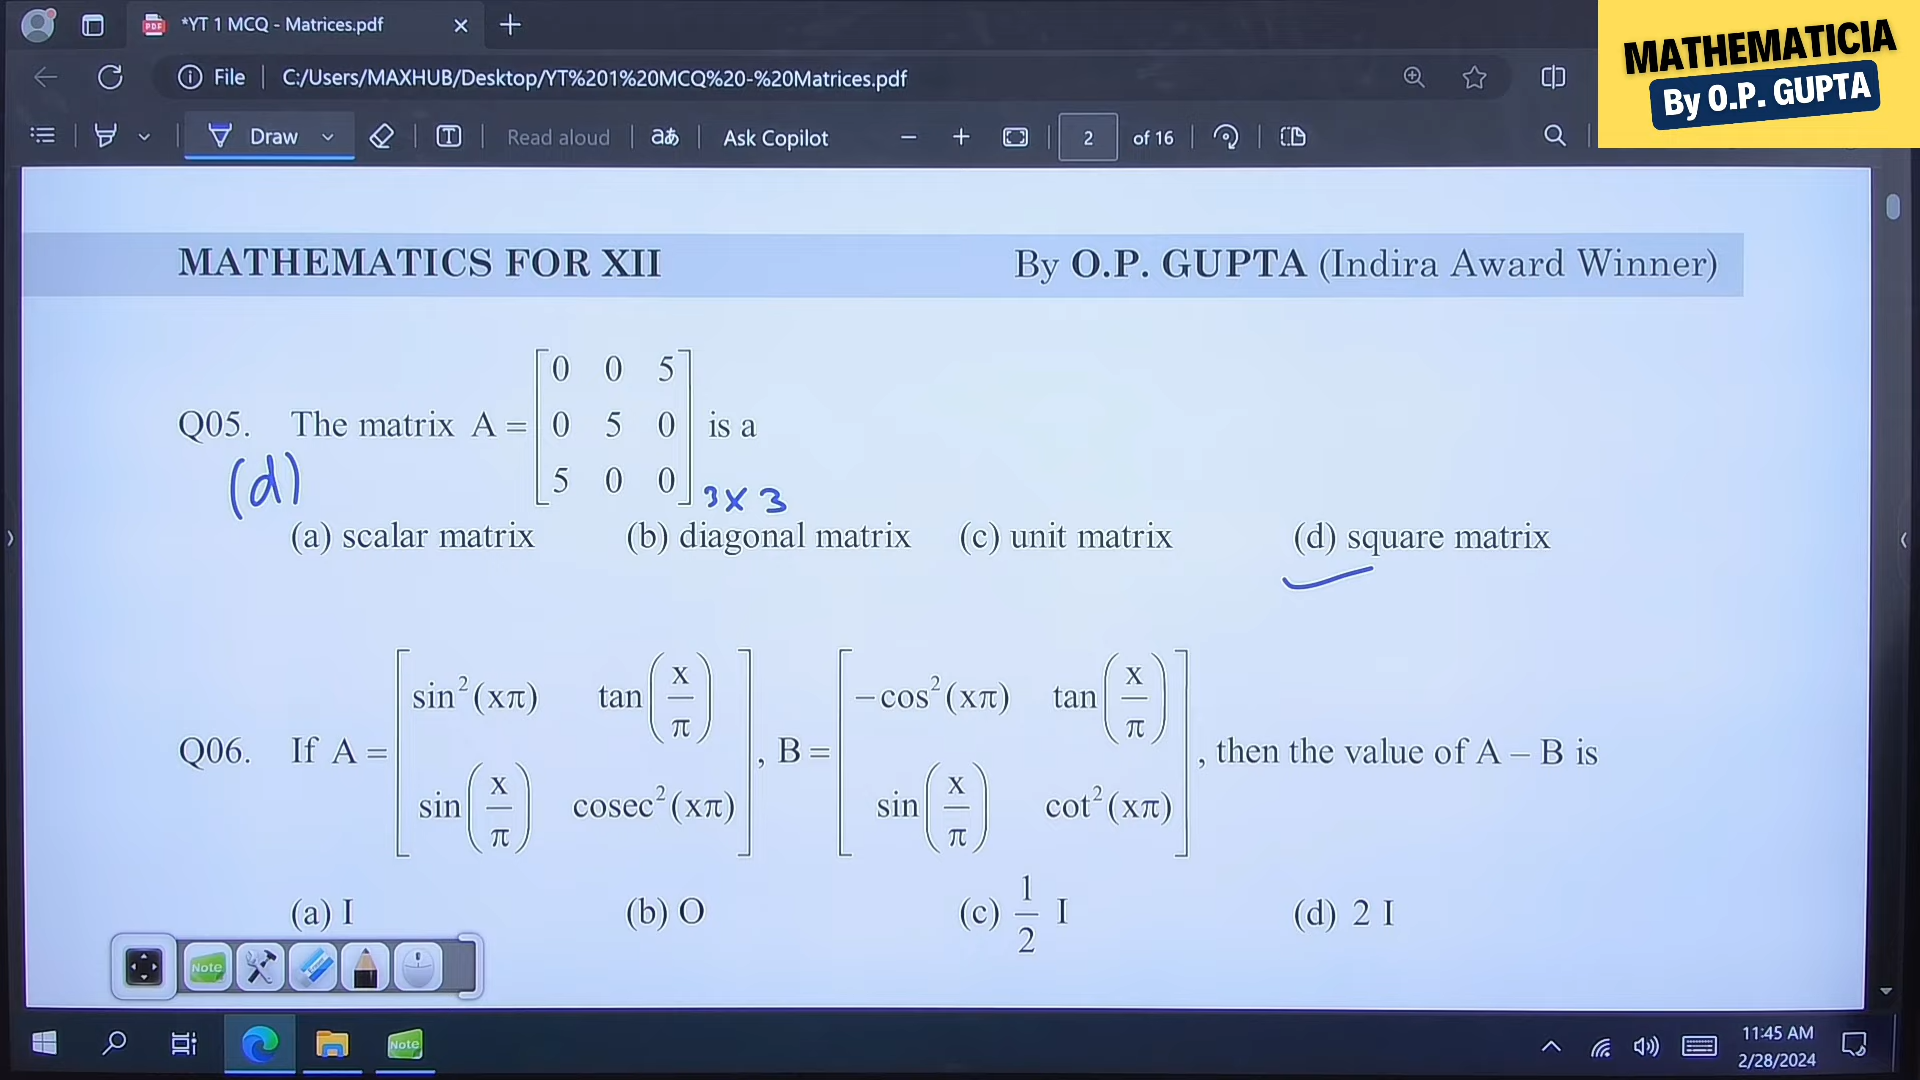 *YT 1 MCQ - Matrices.pdf
File
C:/Users/MAXHUB/Desktop/YT%201%20MCQ%20-%20Matrices.pdf
MATHEMATICIA
By O.P. GUPTA
Draw
Read aloud
aあ
Ask Copilot
2 of 16
MATHEMATICS FOR XII By O.P. GUPTA (Indira Award Winner)
0 0 5
Q05. The matrix A = 0 5 0 is a
5 0 0
(d)
3×3
(a) scalar matrix (b) diagonal matrix (c) unit matrix (d) square matrix
Q06. If A = [sin²(xπ) tan(x/π) sin(x/π) cosec²(xπ)], B = [−cos²(xπ) tan(x/π) sin(x/π) cot²(xπ)], then the value of A − B is
(a) I (b) O (c) 1/2 I (d) 2 I
Note
Note
11:45 AM
2/28/2024